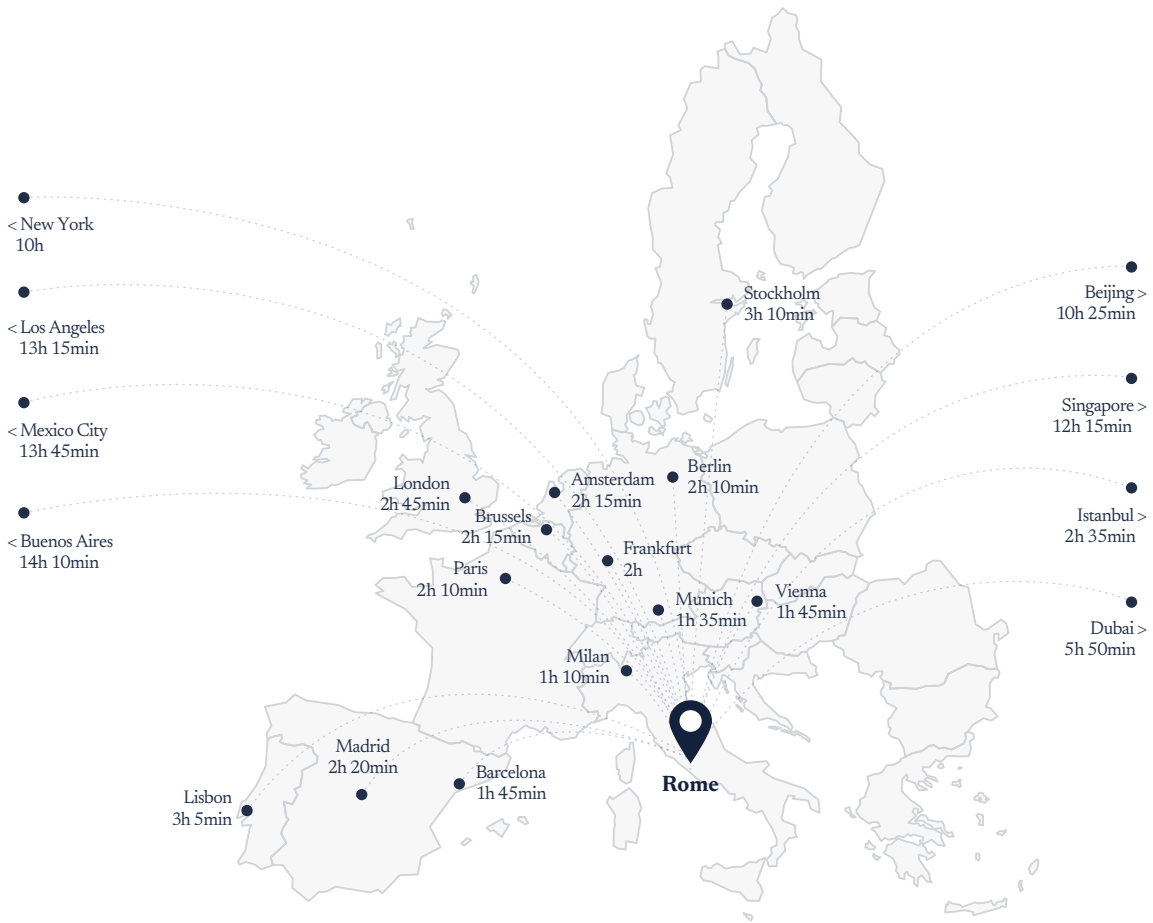 < New York
10h
< Los Angeles
13h 15min
< Mexico City
13h 45min
< Buenos Aires
14h 10min
Stockholm
3h 10min
Beijing >
10h 25min
Singapore >
12h 15min
Istanbul >
2h 35min
Dubai >
5h 50min
Berlin
2h 10min
Amsterdam
2h 15min
London
2h 45min
Brussels
2h 15min
Frankfurt
2h
Paris
2h 10min
Munich
1h 35min
Vienna
1h 45min
Milan
1h 10min
Madrid
2h 20min
Barcelona
1h 45min
Lisbon
3h 5min
Rome